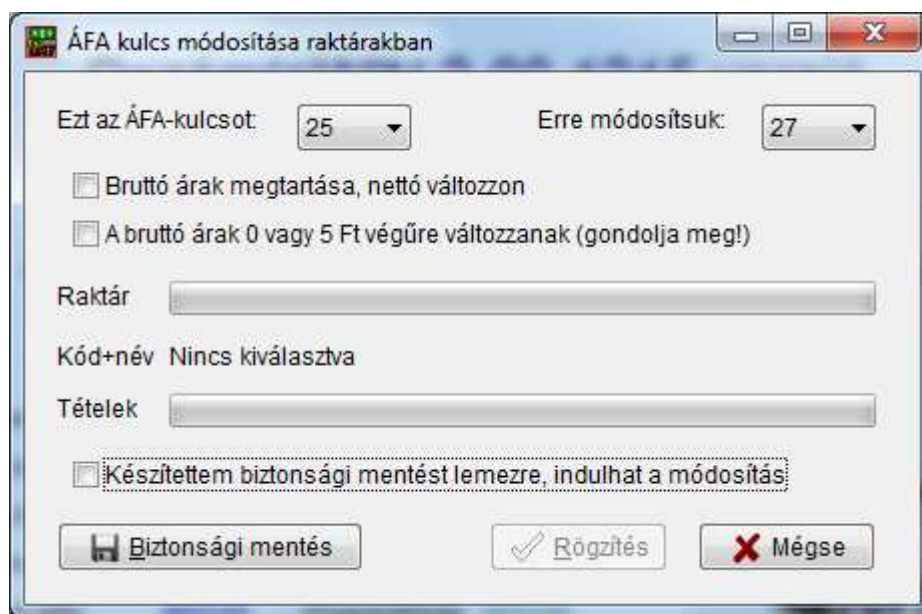 ÁFA kulcs módosítása raktárakban
Ezt az ÁFA-kulcsot: 25 Erre módosítsuk: 27
Bruttó árak megtartása, nettó változzon
A bruttó árak 0 vagy 5 Ft végűre változzanak (gondolja meg!)
Raktár
Kód+név Nincs kiválasztva
Tételek
Készítettem biztonsági mentést lemezre, indulhat a módosítás
Biztonsági mentés Rögzítés Mégse